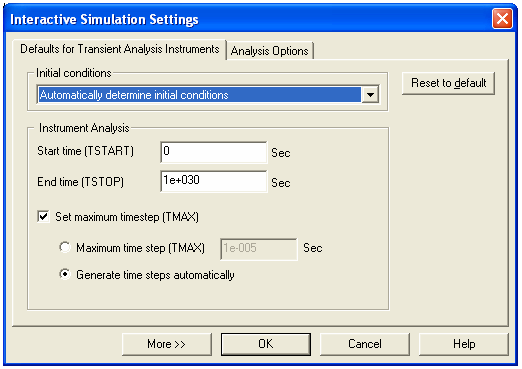 Interactive Simulation Settings
Defaults for Transient Analysis Instruments Analysis Options
Initial conditions
Automatically determine initial conditions
Reset to default
Instrument Analysis
Start time (TSTART) 0 Sec
End time (TSTOP) 1e+030 Sec
Set maximum timestep (TMAX)
Maximum time step (TMAX) 1e-005 Sec
Generate time steps automatically
More >> OK Cancel Help